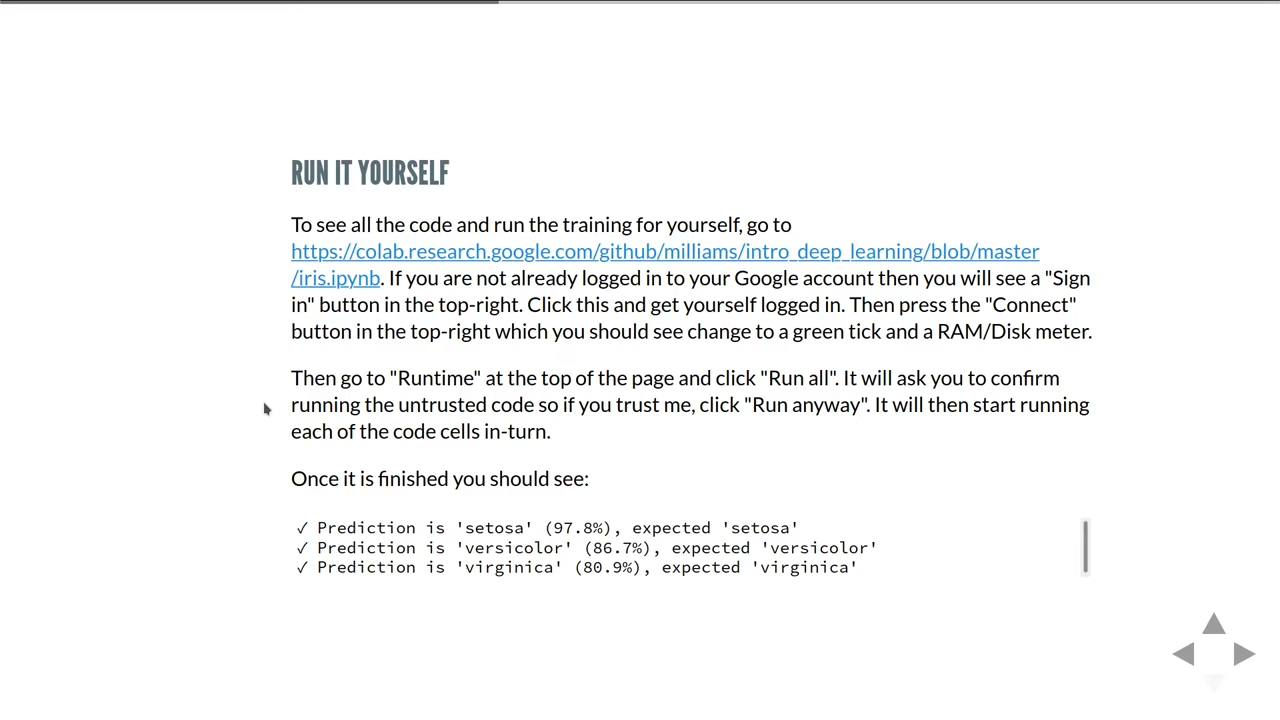 RUN IT YOURSELF
To see all the code and run the training for yourself, go to
https://colab.research.google.com/github/milliams/intro_deep_learning/blob/master
/iris.ipynb. If you are not already logged in to your Google account then you will see a "Sign
in" button in the top-right. Click this and get yourself logged in. Then press the "Connect"
button in the top-right which you should see change to a green tick and a RAM/Disk meter.
Then go to "Runtime" at the top of the page and click "Run all". It will ask you to confirm
running the untrusted code so if you trust me, click "Run anyway". It will then start running
each of the code cells in-turn.
Once it is finished you should see:
✓ Prediction is 'setosa' (97.8%), expected 'setosa'
✓ Prediction is 'versicolor' (86.7%), expected 'versicolor'
✓ Prediction is 'virginica' (80.9%), expected 'virginica'